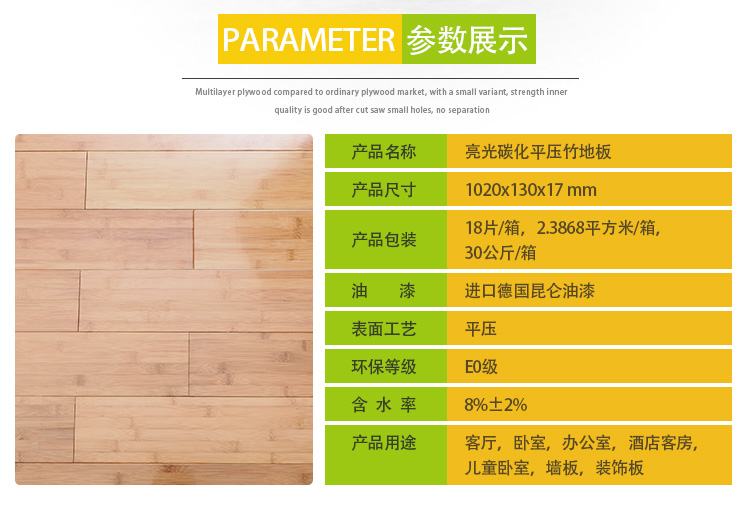 PARAMETER 参数展示
Multilayer plywood compared to ordinary plywood market, with a small variant, strength inner
quality is good after cut saw small holes, no separation
产品名称 亮光碳化平压竹地板
产品尺寸 1020x130x17 mm
产品包装 18片/箱，2.3868平方米/箱，
30公斤/箱
油 漆 进口德国昆仑油漆
表面工艺 平压
环保等级 E0级
含水率 8%±2%
产品用途 客厅，卧室，办公室，酒店客房，
儿童卧室，墙板，装饰板